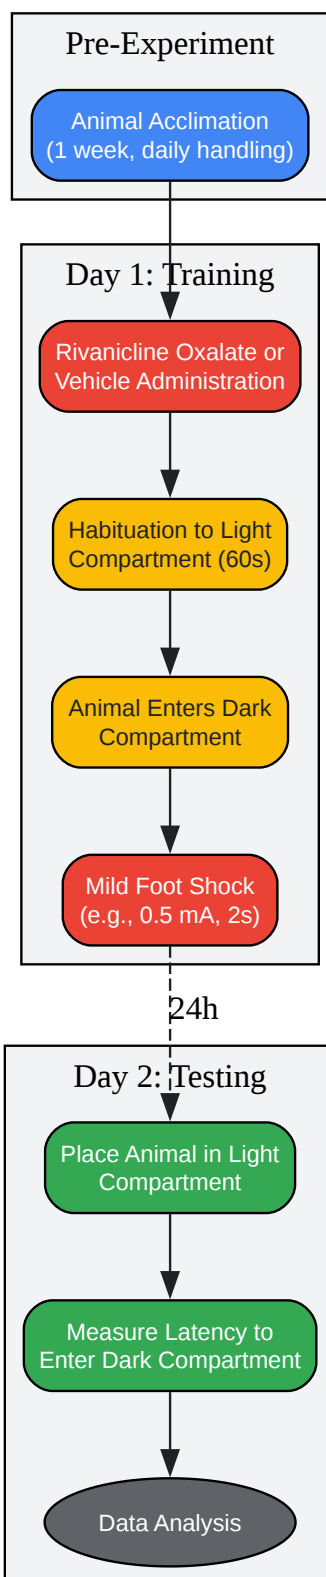 Pre-Experiment
Animal Acclimation
(1 week, daily handling)
Day 1: Training
Rivanicline Oxalate or
Vehicle Administration
Habituation to Light
Compartment (60s)
Animal Enters Dark
Compartment
Mild Foot Shock
(e.g., 0.5 mA, 2s)
24h
Day 2: Testing
Place Animal in Light
Compartment
Measure Latency to
Enter Dark Compartment
Data Analysis